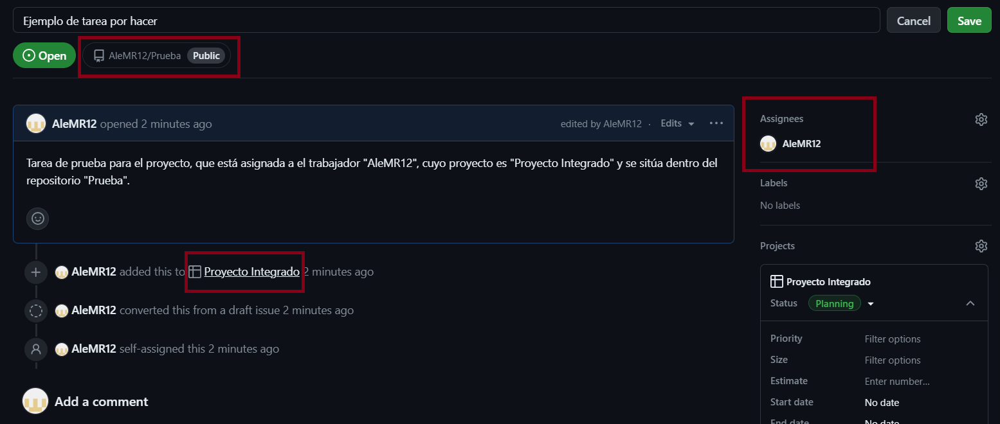 Ejemplo de tarea por hacer
Cancel
Save
Open
AleMR12/Prueba Public
AleMR12 opened 2 minutes ago
edited by AleMR12 · Edits
Tarea de prueba para el proyecto, que está asignada a el trabajador "AleMR12", cuyo proyecto es "Proyecto Integrado" y se sitúa dentro del
repositorio "Prueba".
AleMR12 added this to Proyecto Integrado 2 minutes ago
AleMR12 converted this from a draft issue 2 minutes ago
AleMR12 self-assigned this 2 minutes ago
Add a comment
Assignees
AleMR12
Labels
No labels
Projects
Proyecto Integrado
Status Planning
Priority Filter options
Size Filter options
Estimate Enter number...
Start date No date
End date No date